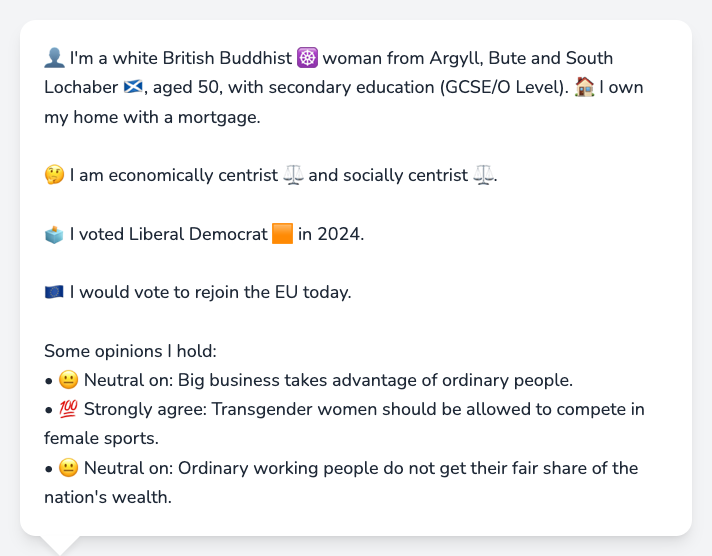 👤 I'm a white British Buddhist ☸️ woman from Argyll, Bute and South
Lochaber 🏴󠁧󠁢󠁳󠁣󠁴󠁿, aged 50, with secondary education (GCSE/O Level). 🏠 I own
my home with a mortgage.
🤔 I am economically centrist ⚖️ and socially centrist ⚖️.
🗳️ I voted Liberal Democrat 🟧 in 2024.
🇪🇺 I would vote to rejoin the EU today.
Some opinions I hold:
• 😐 Neutral on: Big business takes advantage of ordinary people.
• 💯 Strongly agree: Transgender women should be allowed to compete in
female sports.
• 😐 Neutral on: Ordinary working people do not get their fair share of the
nation's wealth.